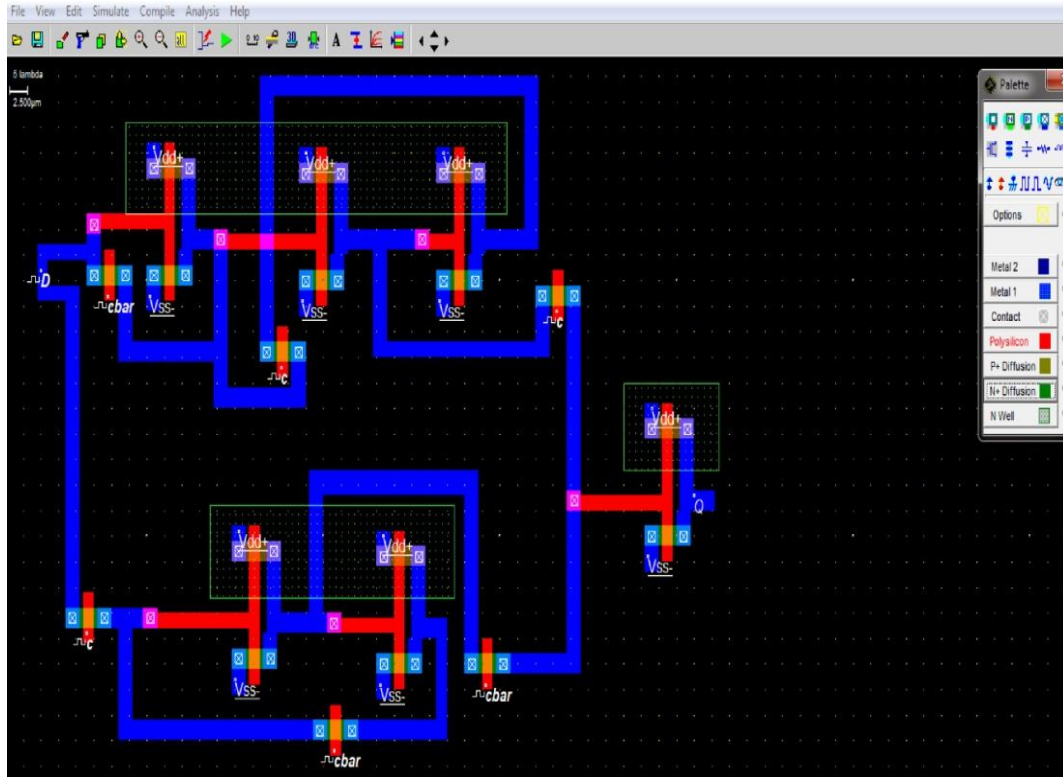 File View Edit Simulate Compile Analysis Help
5 lambda
2.500µm
Palette
Vdd+ Vdd+ Vdd+
Options
D
cbar
Vss- Vss- Vss-
c
c
Metal 2
Metal 1
Contact
Polysilicon
P+ Diffusion
N+ Diffusion
N Well
Vdd+
Q
Vss-
Vdd+ Vdd+
c
Vss- Vss-
cbar
cbar